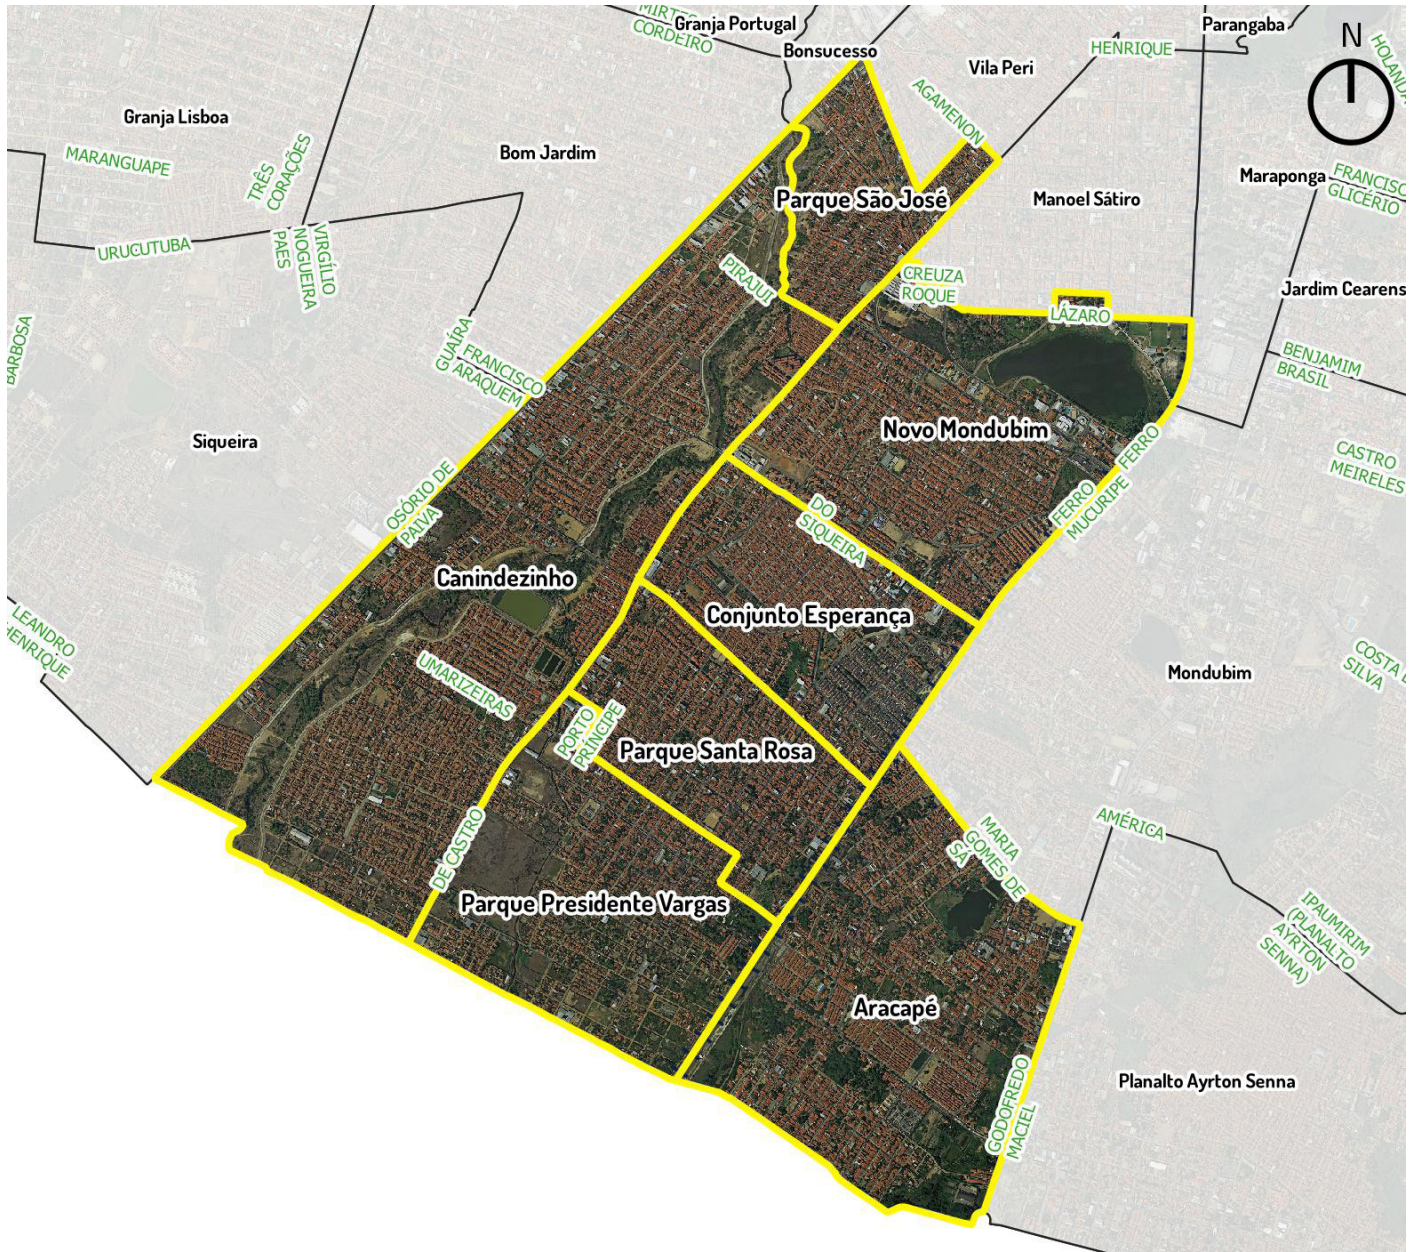 MIRTES
CORDEIRO
Granja Portugal
Bonsucesso
Parangaba
N
HENRIQUE
HOLANDA
Vila Peri
AGAMENON
Granja Lisboa
MARANGUAPE
TRÊS
CORAÇÕES
Bom Jardim
Maraponga
FRANCISCO
GLICÉRIO
Parque São José
Manoel Sátiro
URUCUTUBA
VIRGÍLIO
NOGUEIRA
PAES
PIRAJUI
CREUZA
ROQUE
LÁZARO
Jardim Cearens
BARBOSA
GUAÍRA
FRANCISCO
G ARAQUEM
BENJAMIM
BRASIL
Siqueira
Novo Mondubim
FERRO
CASTRO
MEIRELES
OSÓRIO DE
PAIVA
DO
SIQUEIRA
FERRO
MUCURIPE
Canindezinho
Conjunto Esperança
LEANDRO
HENRIQUE
UMARIZEIRAS
Mondubim
COSTA E
SILVA
PORTO
PRÍNCIPE
Parque Santa Rosa
DE CASTRO
MARIA
GOMES DE
SÁ
AMÉRICA
Parque Presidente Vargas
IPAUMIRIM
(PLANALTO
AYRTON
SENNA)
Aracapé
GODOFREDO
MACIEL
Planalto Ayrton Senna